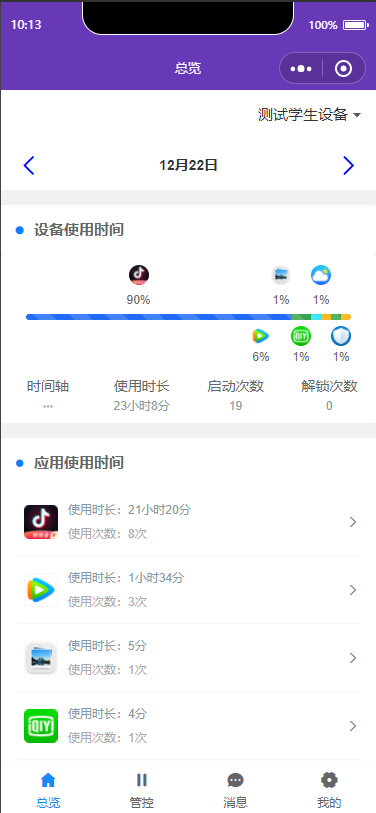 10:13
100%
总览
测试学生设备
12月22日
设备使用时间
90%
1%
1%
6%
1%
1%
时间轴
使用时长
启动次数
解锁次数
23小时8分
19
0
应用使用时间
使用时长：21小时20分
使用次数：8次
使用时长：1小时34分
使用次数：3次
使用时长：5分
使用次数：1次
QIY
使用时长：4分
使用次数：1次
总览
管控
消息
我的